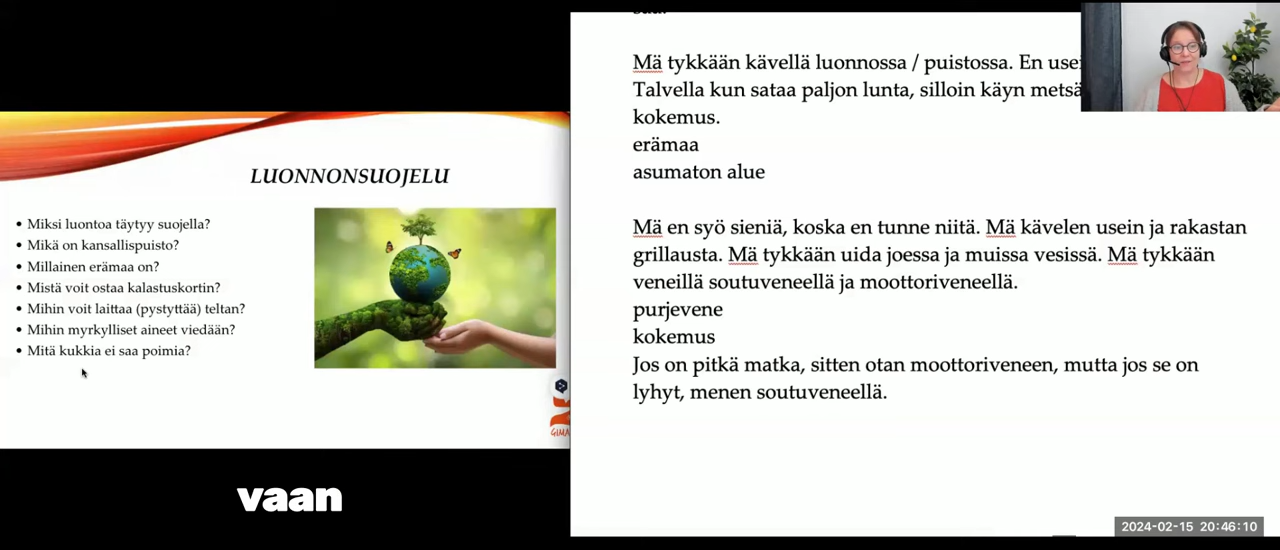 LUONNONSUOJELU
• Miksi luontoa täytyy suojella?
• Mikä on kansallispuisto?
• Millainen erämaa on?
• Mistä voit ostaa kalastuskortin?
• Mihin voit laittaa (pystyttää) teltan?
• Mihin myrkylliset aineet viedään?
• Mitä kukkia ei saa poimia?
vaan
Mä tykkään kävellä luonnossa / puistossa. En
Talvella kun sataa paljon lunta, silloin käyn
kokemus.
erämaa
asumaton alue
Mä en syö sieniä, koska en tunne niitä. Mä kävelen usein ja rakastan
grillausta. Mä tykkään uida joessa ja muissa vesissä. Mä tykkään
veneillä soutuveneellä ja moottoriveneellä.
purjevene
kokemus
Jos on pitkä matka, sitten otan moottoriveneen, mutta jos se on
lyhyt, menen soutuveneellä.
2024-02-15 20:46:10